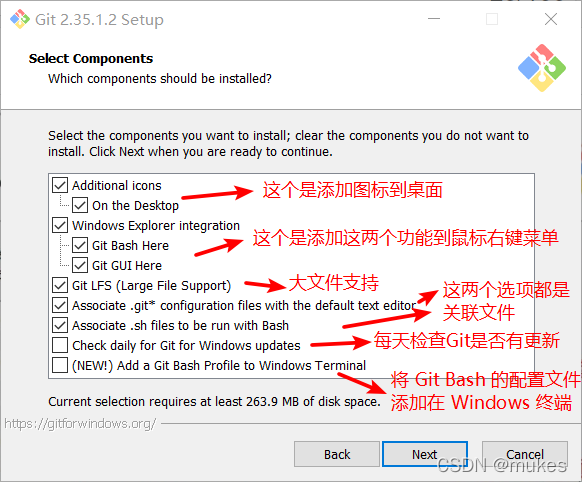 Git 2.35.1.2 Setup
Select Components
Which components should be installed?
Select the components you want to install; clear the components you do not want to
install. Click Next when you are ready to continue.
Additional icons
On the Desktop
这个是添加图标到桌面
Windows Explorer integration
Git Bash Here
这个是添加这两个功能到鼠标右键菜单
Git GUI Here
Git LFS (Large File Support)
大文件支持
这两个选项都是
关联文件
Associate .git* configuration files with the default text editor
Associate .sh files to be run with Bash
Check daily for Git for Windows updates
每天检查Git是否有更新
(NEW!) Add a Git Bash Profile to Windows Terminal
将 Git Bash 的配置文件
添加在 Windows 终端
Current selection requires at least 263.9 MB of disk space.
https://gitforwindows.org/
Back
Next
Cancel
CSDN @mukes